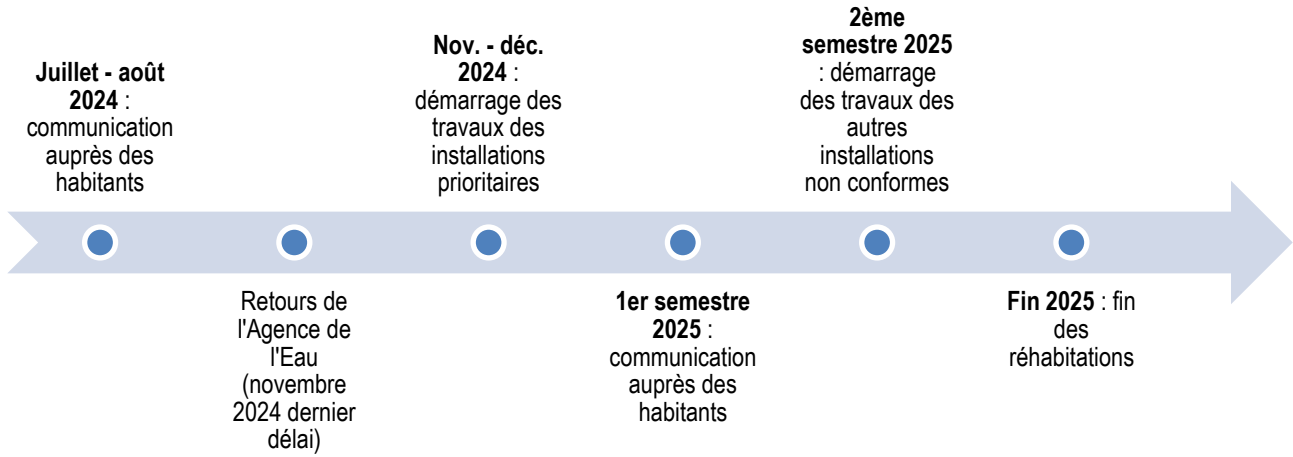 Juillet - août
2024 :
communication
auprès des
habitants
Retours de
l'Agence de
l'Eau
(novembre
2024 dernier
délai)
Nov. - déc.
2024 :
démarrage des
travaux des
installations
prioritaires
1er semestre
2025 :
communication
auprès des
habitants
2ème
semestre 2025
: démarrage
des travaux des
autres
installations
non conformes
Fin 2025 : fin
des
réhabitations